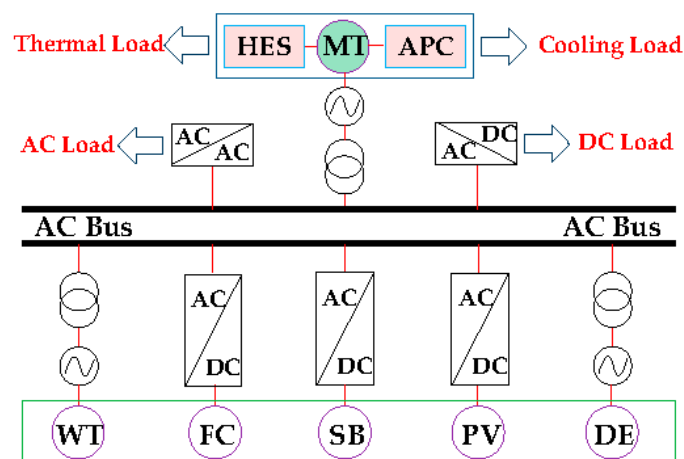 Thermal Load HES MT APC Cooling Load
AC Load AC AC DC AC DC Load
AC Bus AC Bus
AC AC AC
DC DC DC
WT FC SB PV DE